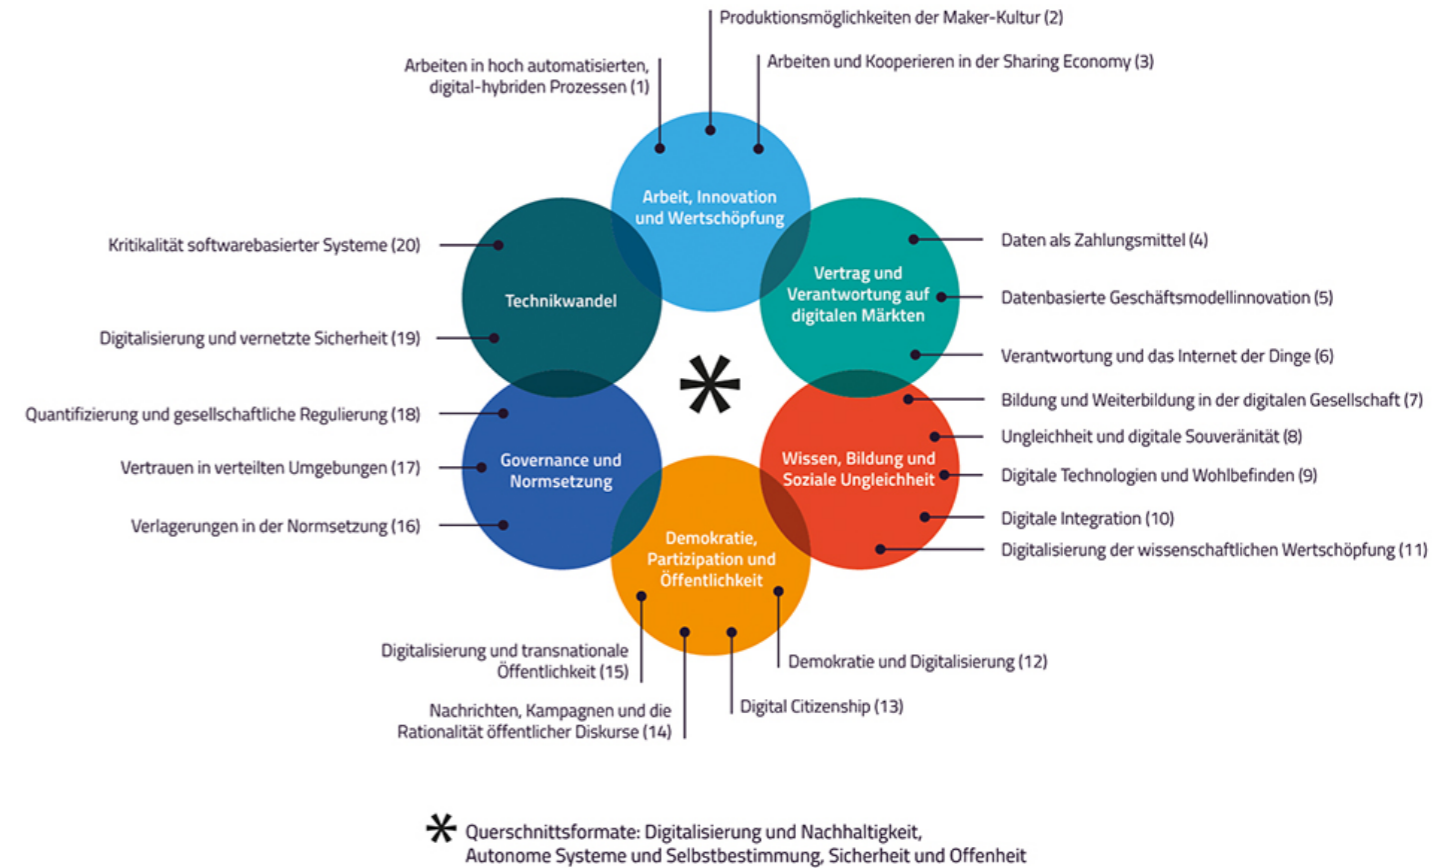 Produktionsmöglichkeiten der Maker-Kultur (2)
Arbeiten in hoch automatisierten,
digital-hybriden Prozessen (1)
Arbeiten und Kooperieren in der Sharing Economy (3)
Arbeit, Innovation
und Wertschöpfung
Kritikalität softwarebasierter Systeme (20)
Digitalisierung und vernetzte Sicherheit (19)
Technikwandel
Vertrag und
Verantwortung auf
digitalen Märkten
Daten als Zahlungsmittel (4)
Datenbasierte Geschäftsmodellinnovation (5)
Verantwortung und das Internet der Dinge (6)
*
Quantifizierung und gesellschaftliche Regulierung (18)
Vertrauen in verteilten Umgebungen (17)
Verlagerungen in der Normsetzung (16)
Governance und
Normsetzung
Wissen, Bildung und
Soziale Ungleichheit
Bildung und Weiterbildung in der digitalen Gesellschaft (7)
Ungleichheit und digitale Souveränität (8)
Digitale Technologien und Wohlbefinden (9)
Digitale Integration (10)
Digitalisierung der wissenschaftlichen Wertschöpfung (11)
Demokratie,
Partizipation und
Öffentlichkeit
Digitalisierung und transnationale
Öffentlichkeit (15)
Nachrichten, Kampagnen und die
Rationalität öffentlicher Diskurse (14)
Demokratie und Digitalisierung (12)
Digital Citizenship (13)
* Querschnittsformate: Digitalisierung und Nachhaltigkeit,
Autonome Systeme und Selbstbestimmung, Sicherheit und Offenheit